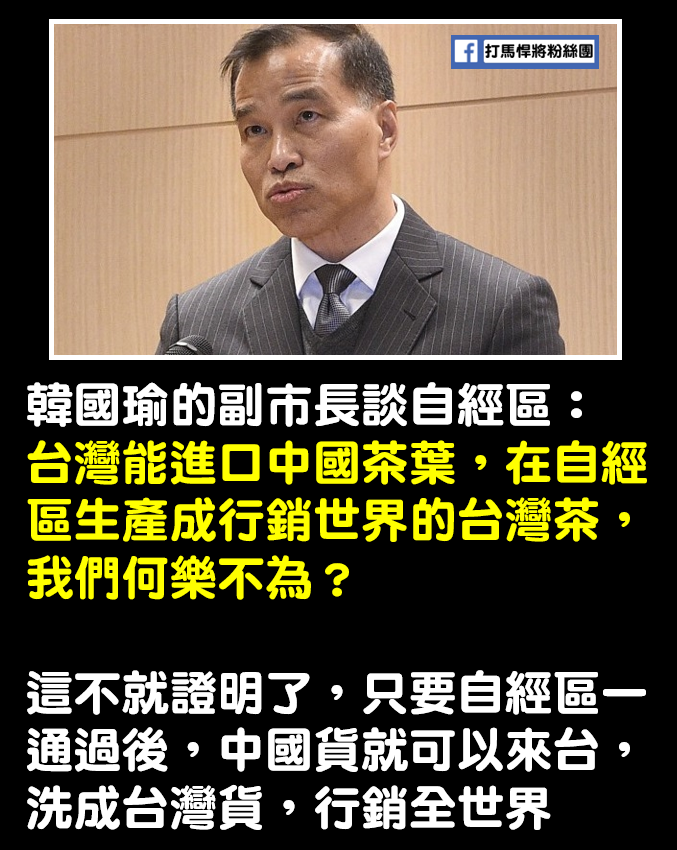 打馬悍將粉絲團
韓國瑜的副市長談自經區：
台灣能進口中國茶葉，在自經
區生產成行銷世界的台灣茶，
我們何樂不為？
這不就證明了，只要自經區一
通過後，中國貨就可以來台，
洗成台灣貨，行銷全世界